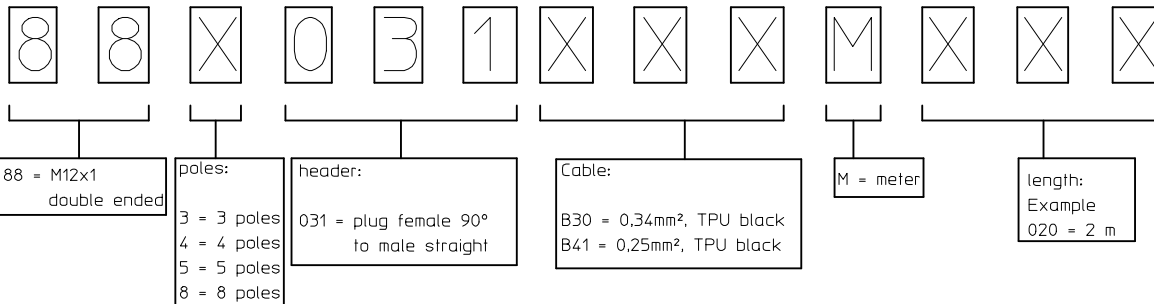 8 8 X 0 3 1 X X X M X X X
88 = M12x1
double ended
poles:
3 = 3 poles
4 = 4 poles
5 = 5 poles
8 = 8 poles
header:
031 = plug female 90°
to male straight
Cable:
B30 = 0,34mm², TPU black
B41 = 0,25mm², TPU black
M = meter
length:
Example
020 = 2 m